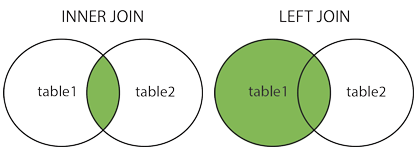 INNER JOIN
LEFT JOIN
table1
table2
table1
table2